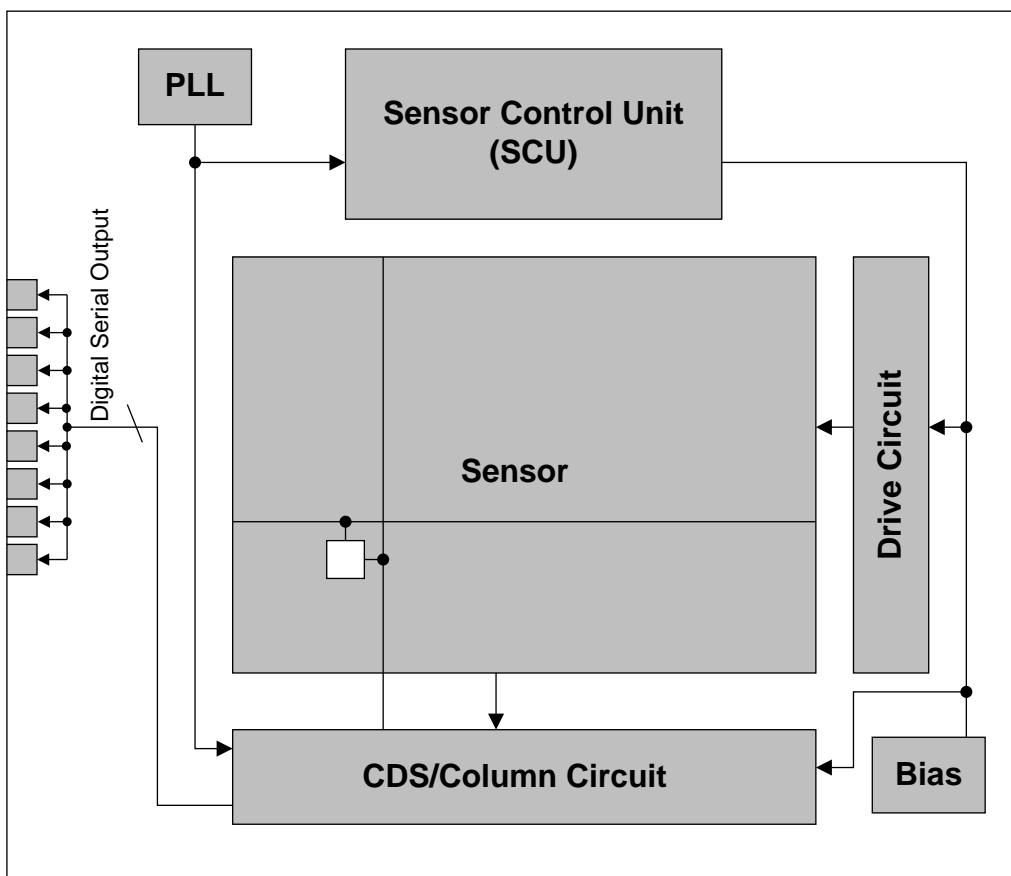 PLL
Sensor Control Unit
(SCU)
Digital Serial Output
Sensor
Drive Circuit
CDS/Column Circuit
Bias